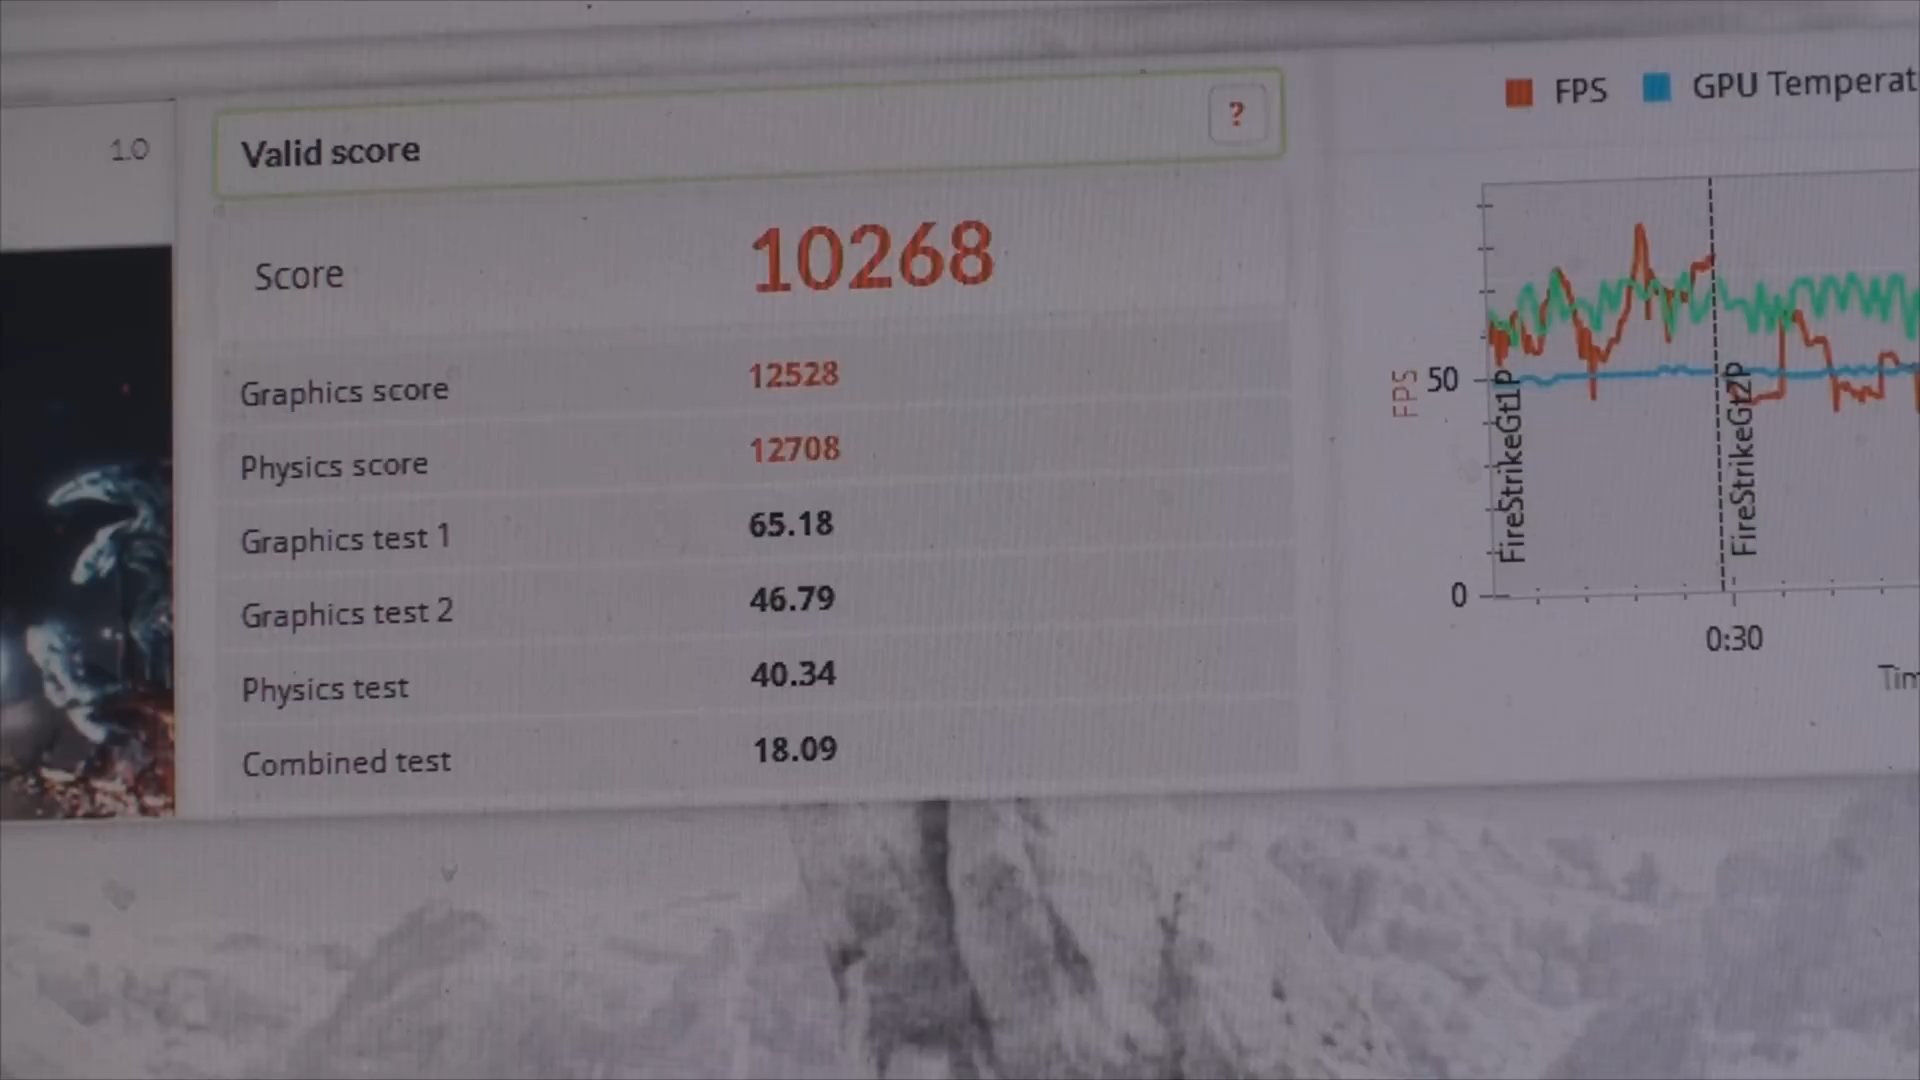 1.0
Valid score
?
Score 10268
Graphics score 12528
Physics score 12708
Graphics test 1 65.18
Graphics test 2 46.79
Physics test 40.34
Combined test 18.09
FPS GPU Temperat
FPS
50
0
FireStrikeGt1P
FireStrikeGt2P
0:30
Tim